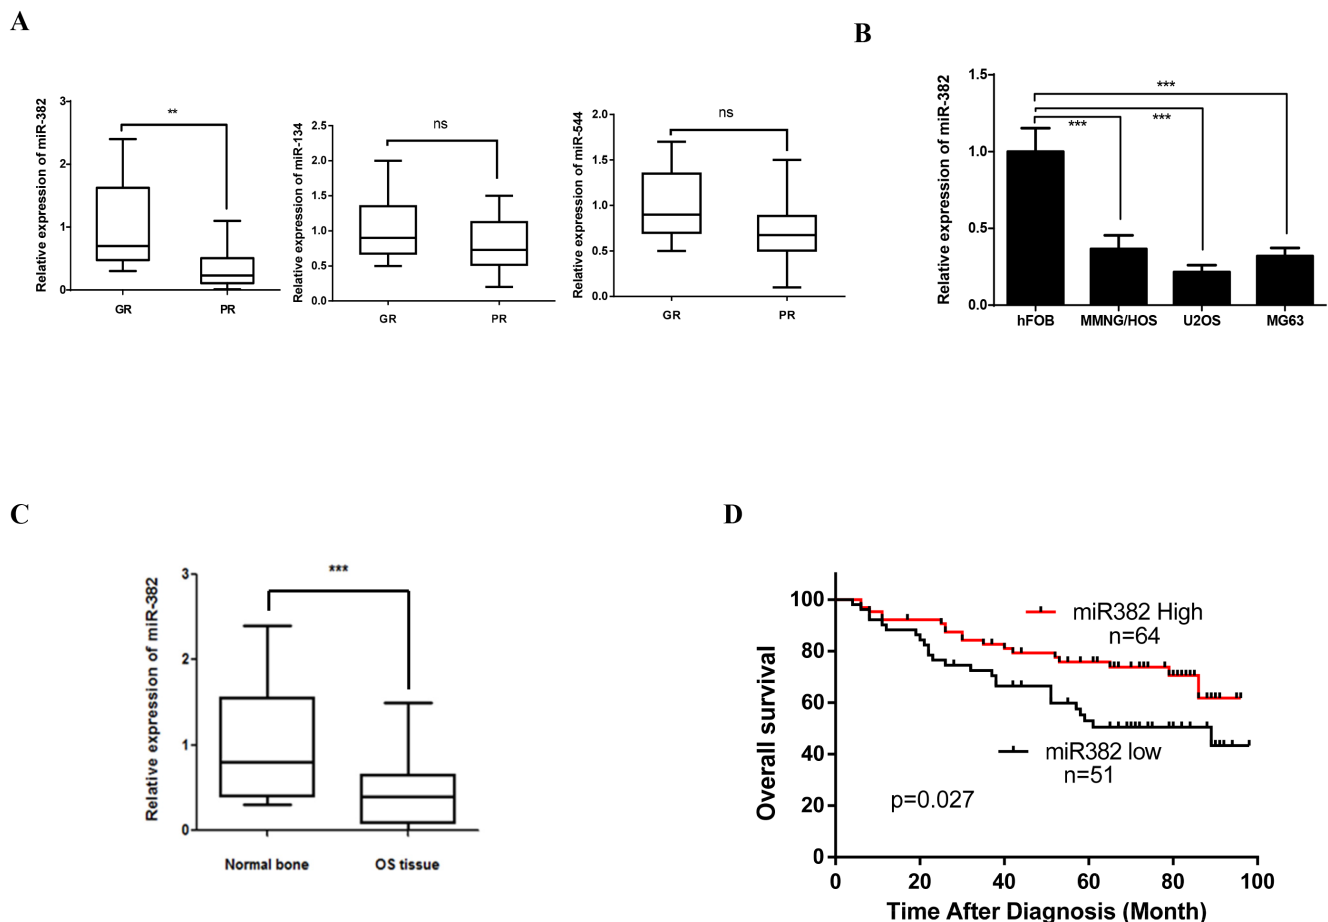 A
Relative expression of miR-382
3
2
1
0
**
GR
PR
Relative expression of miR-134
2.5
2.0
1.5
1.0
0.5
0.0
ns
GR
PR
Relative expression of miR-544
2.0
1.5
1.0
0.5
0.0
ns
GR
PR
B
Relative expression of miR-382
1.5
1.0
0.5
0.0
***
***
***
hFOB
MMNG/HOS
U2OS
MG63
C
Relative expression of miR-382
3
2
1
0
***
Normal bone
OS tissue
D
Overall survival
100
80
60
40
20
0
miR382 High
n=64
miR382 low
n=51
p=0.027
0
20
40
60
80
100
Time After Diagnosis (Month)